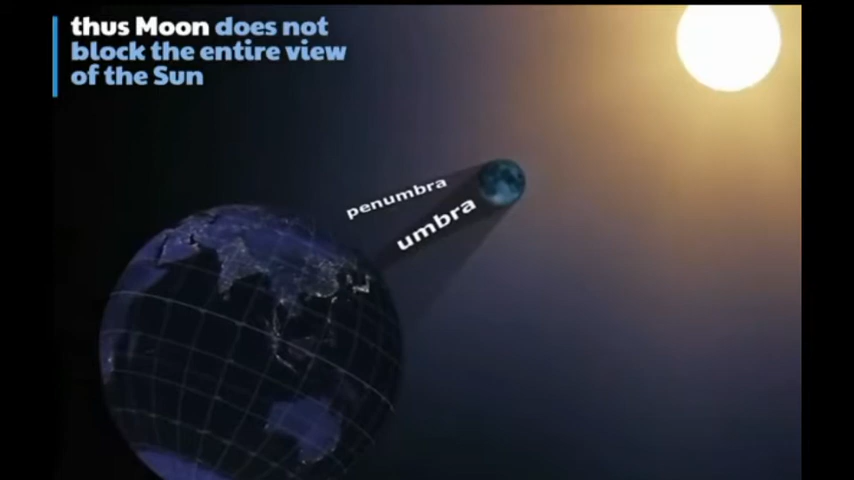 thus Moon does not
block the entire view
of the Sun
penumbra
umbra